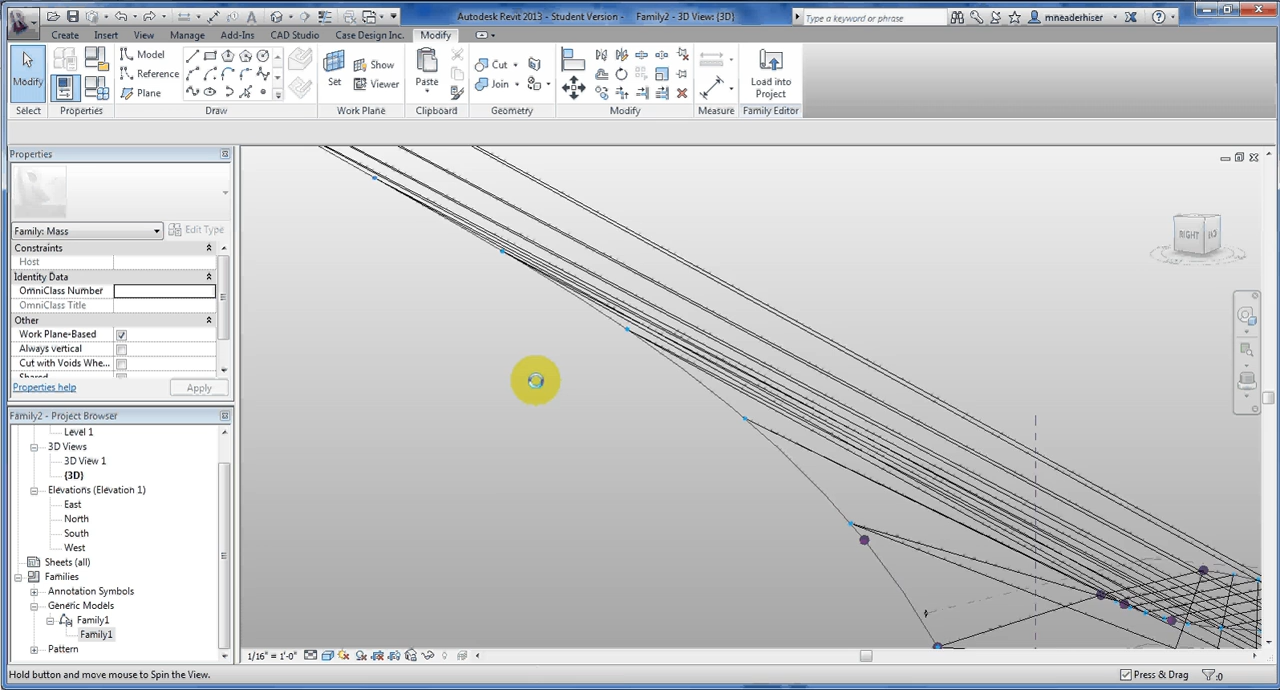 Autodesk Revit 2013 - Student Version - Family2 - 3D View: {3D}
Type a keyword or phrase
mneaderhiser
Create Insert View Manage Add-Ins CAD Studio Case Design Inc. Modify
Modify
Model
Reference
Plane
Set
Show
Viewer
Paste
Cut
Join
Load into
Project
Select Properties Draw Work Plane Clipboard Geometry Modify Measure Family Editor
Properties
Family: Mass
Edit Type
Constraints
Host
Identity Data
OmniClass Number
OmniClass Title
Other
Work Plane-Based
Always vertical
Cut with Voids Whe...
Shared
Properties help
Apply
Family2 - Project Browser
Level 1
3D Views
3D View 1
{3D}
Elevations (Elevation 1)
East
North
South
West
Sheets (all)
Families
Annotation Symbols
Generic Models
Family1
Family1
Pattern
RIGHT
1/16" = 1'-0"
Hold button and move mouse to Spin the View.
Press & Drag
:0